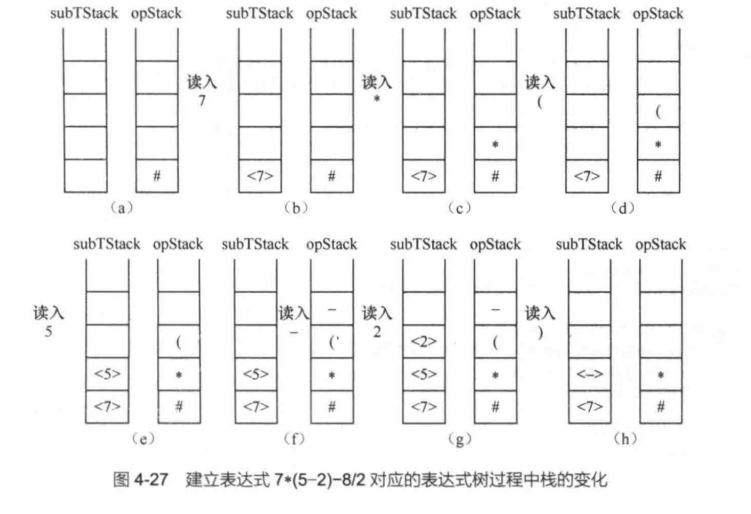 subTStack opStack subTStack opStack subTStack opStack subTStack opStack
读入 读入 读入
7 * ( (
* *
# <7> # <7> # <7> #
(a) (b) (c) (d)
subTStack opStack subTStack opStack subTStack opStack subTStack opStack
读入 − 读入 − 读入
5 读入 ( − (‘ 2 <2> ( )
<5> * <5> * <5> * <−> *
<7> # <7> # <7> # <7> #
(e) (f) (g) (h)
图 4-27 建立表达式 7*(5−2)−8/2 对应的表达式树过程中栈的变化